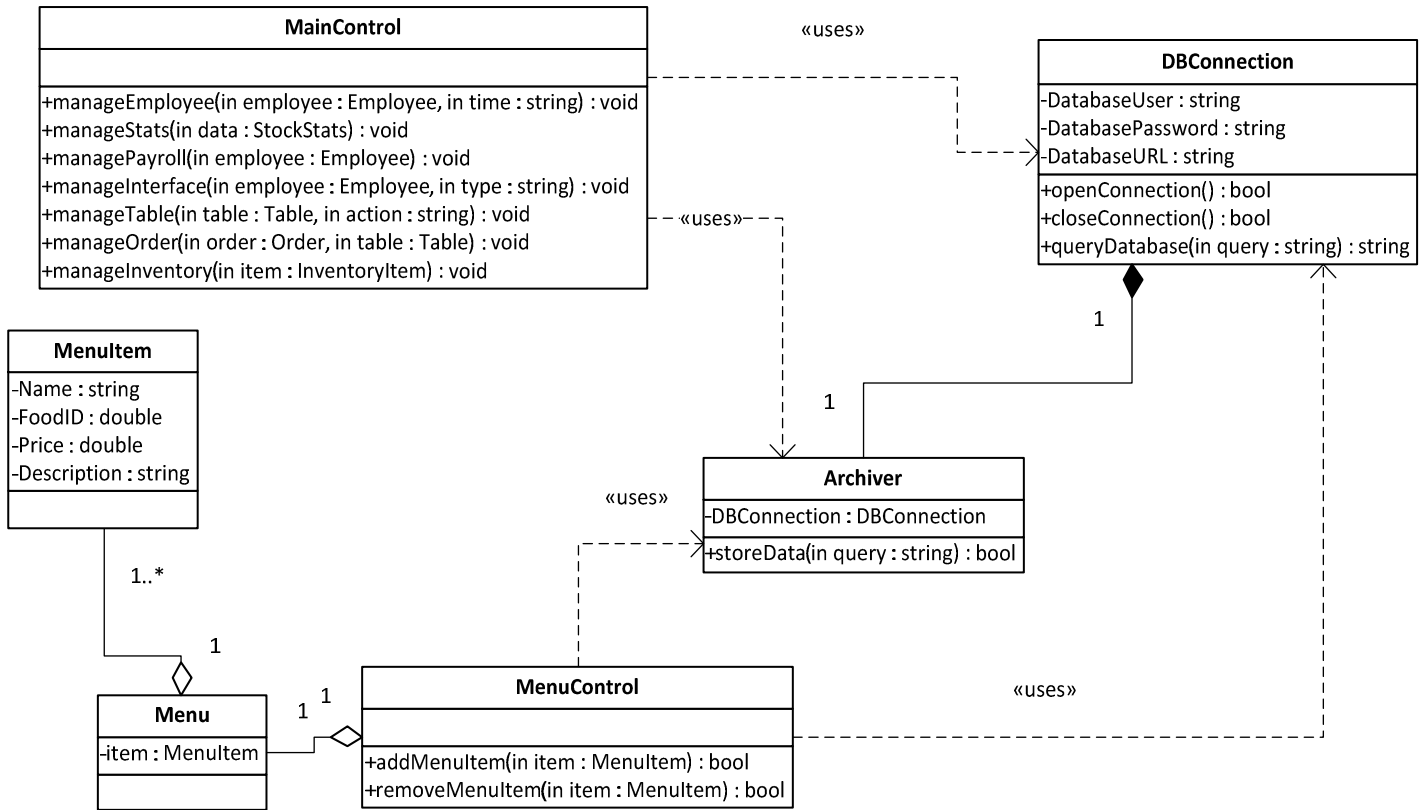 MainControl
+manageEmployee(in employee : Employee, in time : string) : void
+manageStats(in data : StockStats) : void
+managePayroll(in employee : Employee) : void
+manageInterface(in employee : Employee, in type : string) : void
+manageTable(in table : Table, in action : string) : void
+manageOrder(in order : Order, in table : Table) : void
+manageInventory(in item : InventoryItem) : void
«uses»
DBConnection
-DatabaseUser : string
-DatabasePassword : string
-DatabaseURL : string
+openConnection() : bool
+closeConnection() : bool
+queryDatabase(in query : string) : string
«uses»
1
1
MenuItem
-Name : string
-FoodID : double
-Price : double
-Description : string
Archiver
-DBConnection : DBConnection
+storeData(in query : string) : bool
«uses»
1..*
1
Menu
-item : MenuItem
1
1
MenuControl
+addMenuItem(in item : MenuItem) : bool
+removeMenuItem(in item : MenuItem) : bool
«uses»